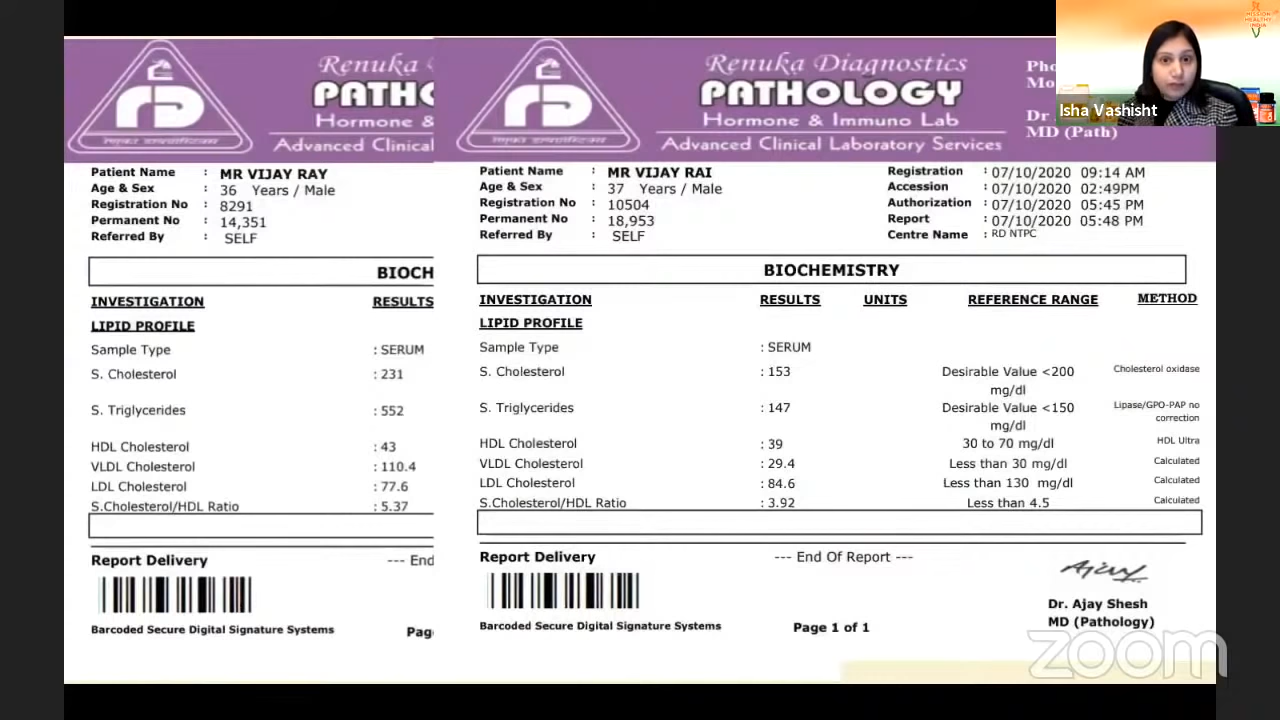 Renuka
PATHO
Hormone &
Advanced Clinical
Patient Name : MR VIJAY RAY
Age & Sex : 36 Years / Male
Registration No : 8291
Permanent No : 14,351
Referred By : SELF
BIOCH
INVESTIGATION RESULTS
LIPID PROFILE
Sample Type : SERUM
S. Cholesterol : 231
S. Triglycerides : 552
HDL Cholesterol : 43
VLDL Cholesterol : 110.4
LDL Cholesterol : 77.6
S.Cholesterol/HDL Ratio : 5.37
Report Delivery --- End
Barcoded Secure Digital Signature Systems Pag
Renuka Diagnostics
PATHOLOGY
Hormone & Immuno Lab
Advanced Clinical Laboratory Services
Pho
Mo
Dr
MD (Path)
Patient Name : MR VIJAY RAI
Age & Sex : 37 Years / Male
Registration No : 10504
Permanent No : 18,953
Referred By : SELF
Registration : 07/10/2020 09:14 AM
Accession : 07/10/2020 02:49PM
Authorization : 07/10/2020 05:45 PM
Report : 07/10/2020 05:48 PM
Centre Name : RD NTPC
BIOCHEMISTRY
INVESTIGATION RESULTS UNITS REFERENCE RANGE METHOD
LIPID PROFILE
Sample Type : SERUM
S. Cholesterol : 153 Desirable Value <200 mg/dl Cholesterol oxidase
S. Triglycerides : 147 Desirable Value <150 mg/dl Lipase/GPO-PAP no correction
HDL Cholesterol : 39 30 to 70 mg/dl HDL Ultra
VLDL Cholesterol : 29.4 Less than 30 mg/dl Calculated
LDL Cholesterol : 84.6 Less than 130 mg/dl Calculated
S.Cholesterol/HDL Ratio : 3.92 Less than 4.5 Calculated
Report Delivery --- End Of Report ---
Barcoded Secure Digital Signature Systems Page 1 of 1
Ajay
Dr. Ajay Shesh
MD (Pathology)
zoom
Isha Vashisht
MISSION
HEALTHY
INDIA